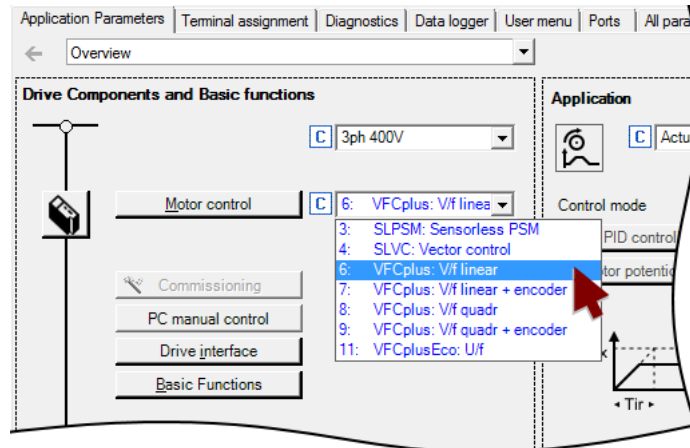 Application Parameters Terminal assignment Diagnostics Data logger User menu Ports All para
Overview
Drive Components and Basic functions
Application
C 3ph 400V
C Actu
Motor control
C 6: VFCplus: V/f linea
Control mode
3: SLPSM: Sensorless PSM
4: SLVC: Vector control
PID control
6: VFCplus: V/f linear
tor potentio
7: VFCplus: V/f linear + encoder
8: VFCplus: V/f quadr
9: VFCplus: V/f quadr + encoder
11: VFCplusEco: U/f
Commissioning
PC manual control
Drive interface
Basic Functions
x
Tir